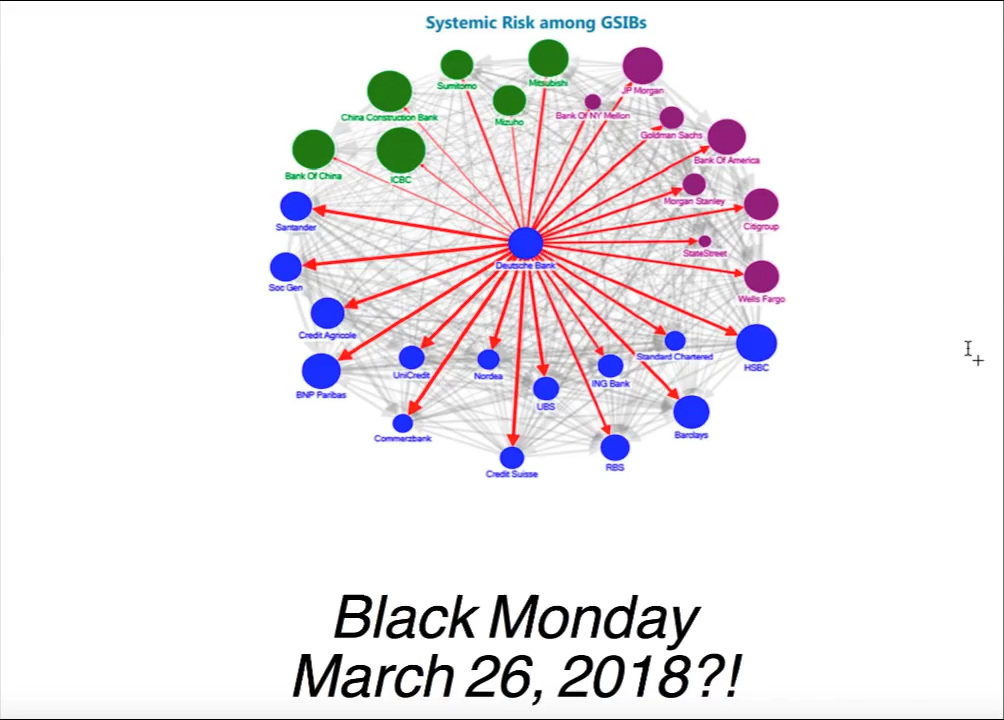 Systemic Risk among GSIBs
Sumitomo
Mitsubishi
JP Morgan
China Construction Bank
Mizuho
Bank Of NY Mellon
Goldman Sachs
Bank Of America
Bank Of China
ICBC
Morgan Stanley
Santander
Citigroup
StateStreet
Deutsche Bank
Soc Gen
Wells Fargo
Credit Agricole
Standard Chartered
HSBC
UniCredit
Nordea
ING Bank
BNP Paribas
UBS
Commerzbank
Barclays
Credit Suisse
RBS
Black Monday
March 26, 2018?!